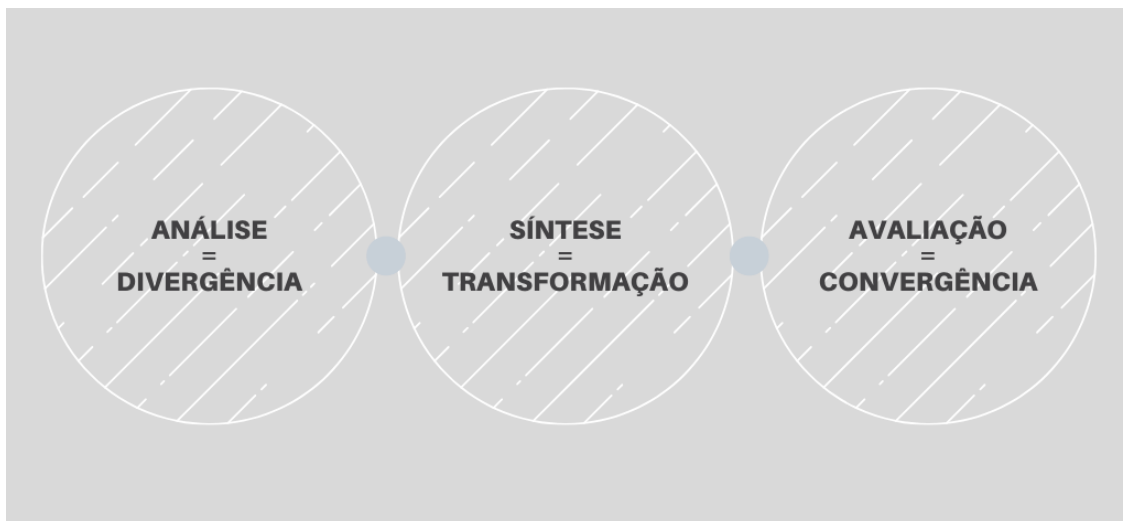 ANÁLISE
=
DIVERGÊNCIA
SÍNTESE
=
TRANSFORMAÇÃO
AVALIAÇÃO
=
CONVERGÊNCIA